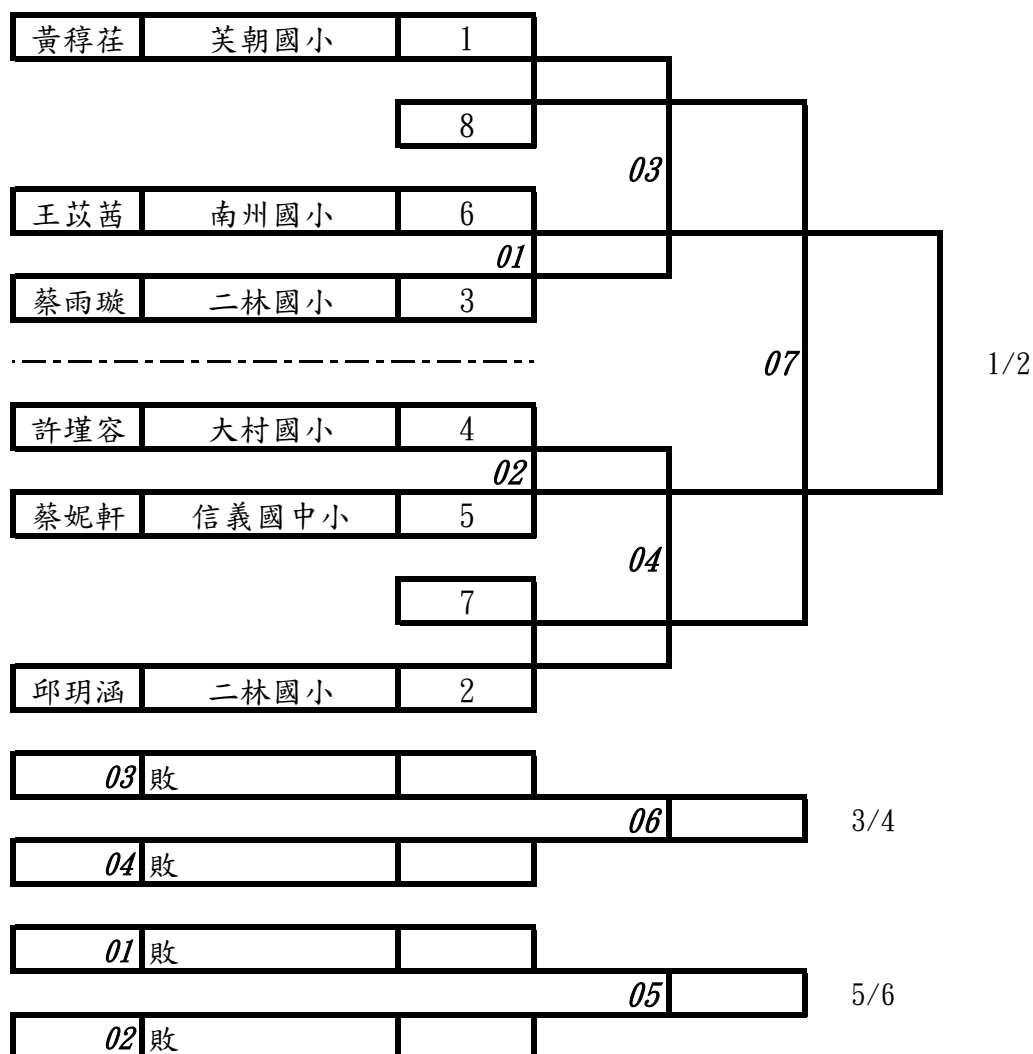 黃稕荏 芙朝國小 1
8
03
王苡茜 南州國小 6
01
蔡雨璇 二林國小 3
07 1/2
許墐容 大村國小 4
02
蔡妮軒 信義國中小 5
04
7
邱玥涵 二林國小 2
03 敗
06 3/4
04 敗
01 敗
05 5/6
02 敗